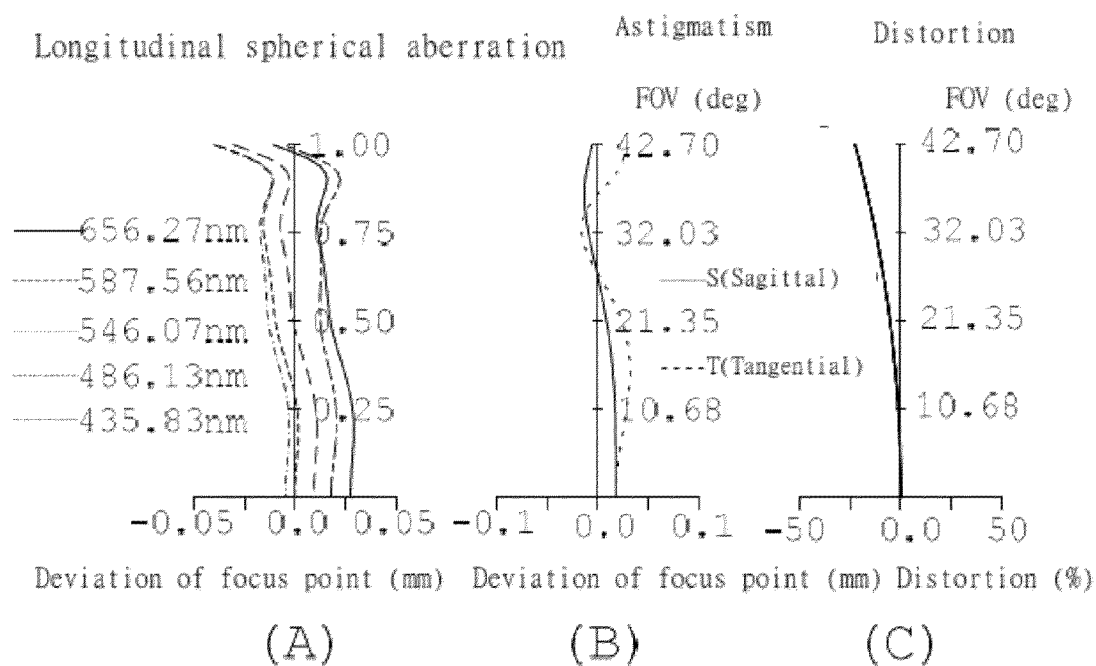 Longitudinal spherical aberration
Astigmatism
Distortion
FOV (deg)
FOV (deg)
1.00
0.75
0.50
0.25
656.27nm
587.56nm
546.07nm
486.13nm
435.83nm
-0.05 0.0 0.05
Deviation of focus point (mm)
(A)
42.70
32.03
21.35
10.68
S(Sagittal)
T(Tangential)
-0.1 0.0 0.1
Deviation of focus point (mm)
(B)
42.70
32.03
21.35
10.68
-50 0.0 50
Distortion (%)
(C)